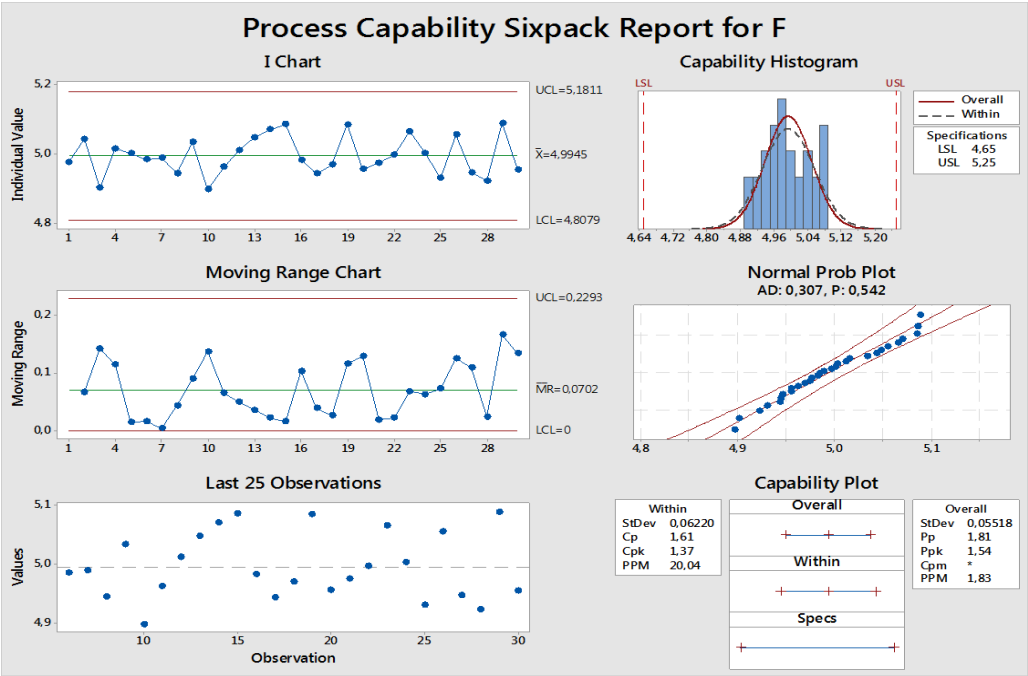 Process Capability Sixpack Report for F
I Chart
Individual Value
5,2
5,0
4,8
1 4 7 10 13 16 19 22 25 28
UCL=5,1811
X̄=4,9945
LCL=4,8079
Capability Histogram
LSL USL
4,64 4,72 4,80 4,88 4,96 5,04 5,12 5,20
Overall
Within
Specifications
LSL 4,65
USL 5,25
Moving Range Chart
Moving Range
0,2
0,1
0,0
1 4 7 10 13 16 19 22 25 28
UCL=0,2293
M̅R̅=0,0702
LCL=0
Normal Prob Plot
AD: 0,307, P: 0,542
4,8 4,9 5,0 5,1
Last 25 Observations
Values
5,1
5,0
4,9
10 15 20 25 30
Observation
Capability Plot
Within
StDev 0,06220
Cp 1,61
Cpk 1,37
PPM 20,04
Overall
Within
Specs
Overall
StDev 0,05518
Pp 1,81
Ppk 1,54
Cpm *
PPM 1,83